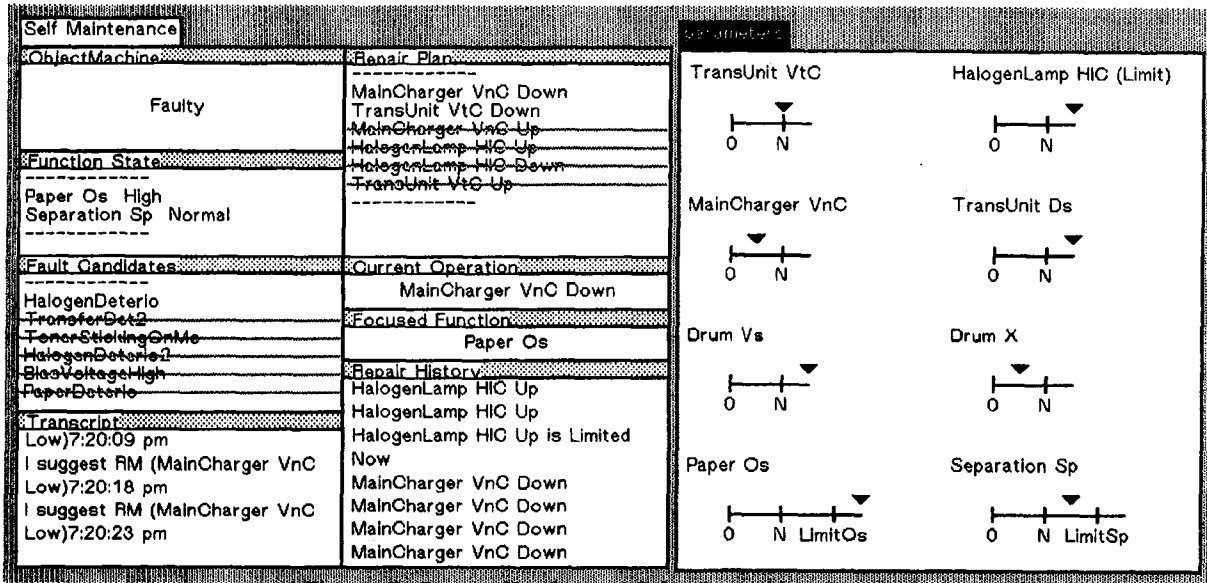 Self Maintenance
ObjectMachine
Faulty
Function State
------------
Paper Os High
Separation Sp Normal
------------
Fault Candidates
------------
HalogenDeterio
TransferDet2
TonerStickingOnMc
HalogenDeterio2
BiasVoltageHigh
PaperDeterio
Transcript
Low)7:20:09 pm
I suggest RM (MainCharger VnC
Low)7:20:18 pm
I suggest RM (MainCharger VnC
Low)7:20:23 pm
Repair Plan
------------
MainCharger VnC Down
TransUnit VtC Down
MainCharger VnC Up
HalogenLamp HlC Up
HalogenLamp HlC Down
TransUnit VtC Up
------------
Current Operation
MainCharger VnC Down
Focused Function
Paper Os
Repair History
HalogenLamp HlC Up
HalogenLamp HlC Up
HalogenLamp HlC Up is Limited
Now
MainCharger VnC Down
MainCharger VnC Down
MainCharger VnC Down
MainCharger VnC Down
parameters
TransUnit VtC
0 N
HalogenLamp HlC (Limit)
0 N
MainCharger VnC
0 N
TransUnit Ds
0 N
Drum Vs
0 N
Drum X
0 N
Paper Os
0 N LimitOs
Separation Sp
0 N LimitSp